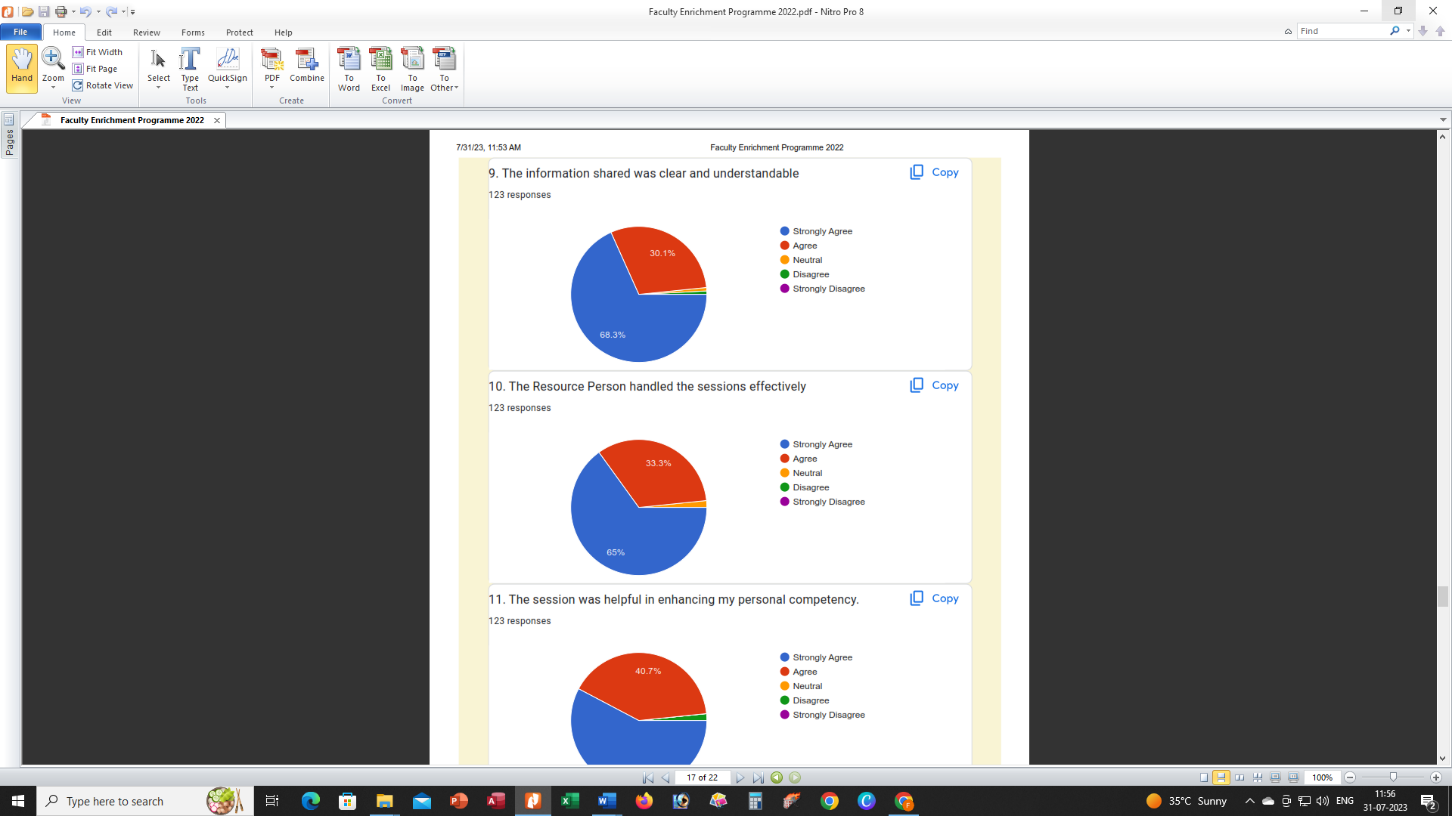 Faculty Enrichment Programme 2022.pdf - Nitro Pro 8
File Home Edit Review Forms Protect Help
Find
Hand
Zoom
Fit Width
Fit Page
Rotate View
View
Select
Type Text
QuickSign
Tools
PDF
Combine
Create
To Word
To Excel
To Image
To Other
Convert
Pages
Faculty Enrichment Programme 2022
7/31/23, 11:53 AM
Faculty Enrichment Programme 2022
9. The information shared was clear and understandable
Copy
123 responses
30.1%
68.3%
Strongly Agree
Agree
Neutral
Disagree
Strongly Disagree
10. The Resource Person handled the sessions effectively
Copy
123 responses
33.3%
65%
Strongly Agree
Agree
Neutral
Disagree
Strongly Disagree
11. The session was helpful in enhancing my personal competency.
Copy
123 responses
40.7%
Strongly Agree
Agree
Neutral
Disagree
Strongly Disagree
17 of 22
100%
Type here to search
35°C Sunny
ENG
11:56
31-07-2023
2